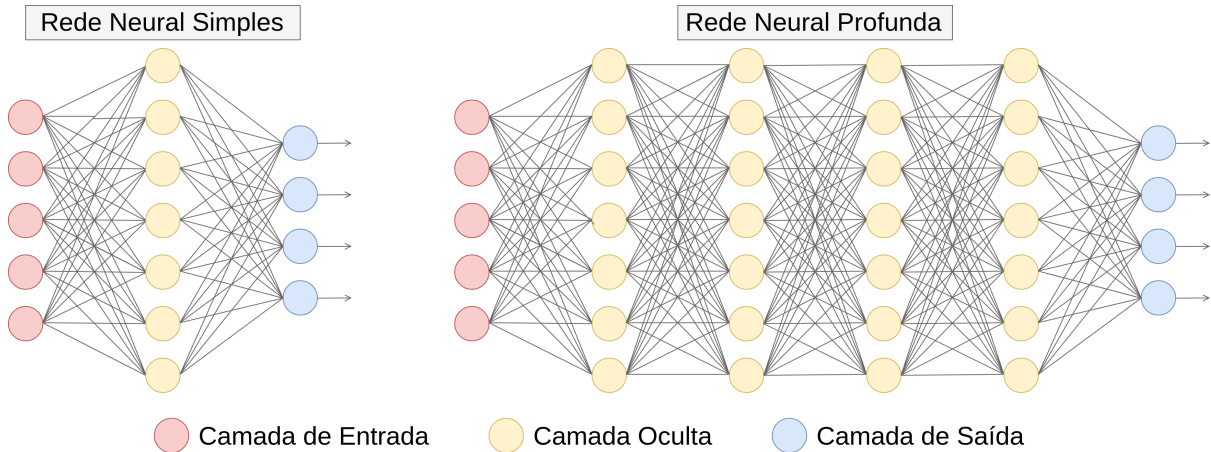 Rede Neural Simples
Rede Neural Profunda
Camada de Entrada
Camada Oculta
Camada de Saída